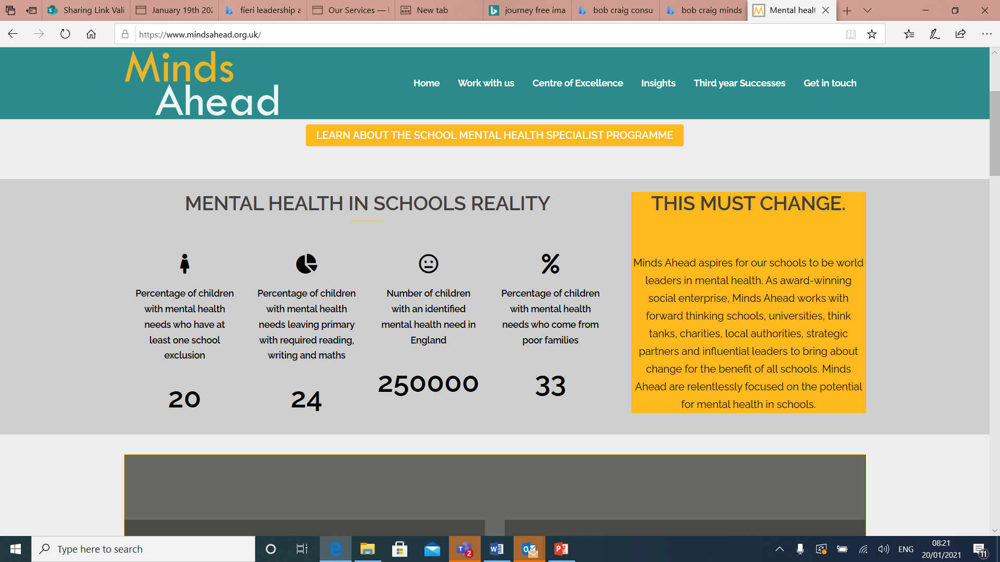 Sharing Link Vali
January 19th 202
fieri leadership a
Our Services — I
New tab
journey free ima
bob craig consu
bob craig minds
Mental healt
https://www.mindsahead.org.uk/
Minds
Ahead
Home
Work with us
Centre of Excellence
Insights
Third year Successes
Get in touch
LEARN ABOUT THE SCHOOL MENTAL HEALTH SPECIALIST PROGRAMME
MENTAL HEALTH IN SCHOOLS REALITY
Percentage of children
with mental health
needs who have at
least one school
exclusion
20
Percentage of children
with mental health
needs leaving primary
with required reading,
writing and maths
24
Number of children
with an identified
mental health need in
England
250000
%
Percentage of children
with mental health
needs who come from
poor families
33
THIS MUST CHANGE.
Minds Ahead aspires for our schools to be world
leaders in mental health. As award-winning
social enterprise, Minds Ahead works with
forward thinking schools, universities, think
tanks, charities, local authorities, strategic
partners and influential leaders to bring about
change for the benefit of all schools. Minds
Ahead are relentlessly focused on the potential
for mental health in schools.
Type here to search
2
ENG
08:21
20/01/2021
11